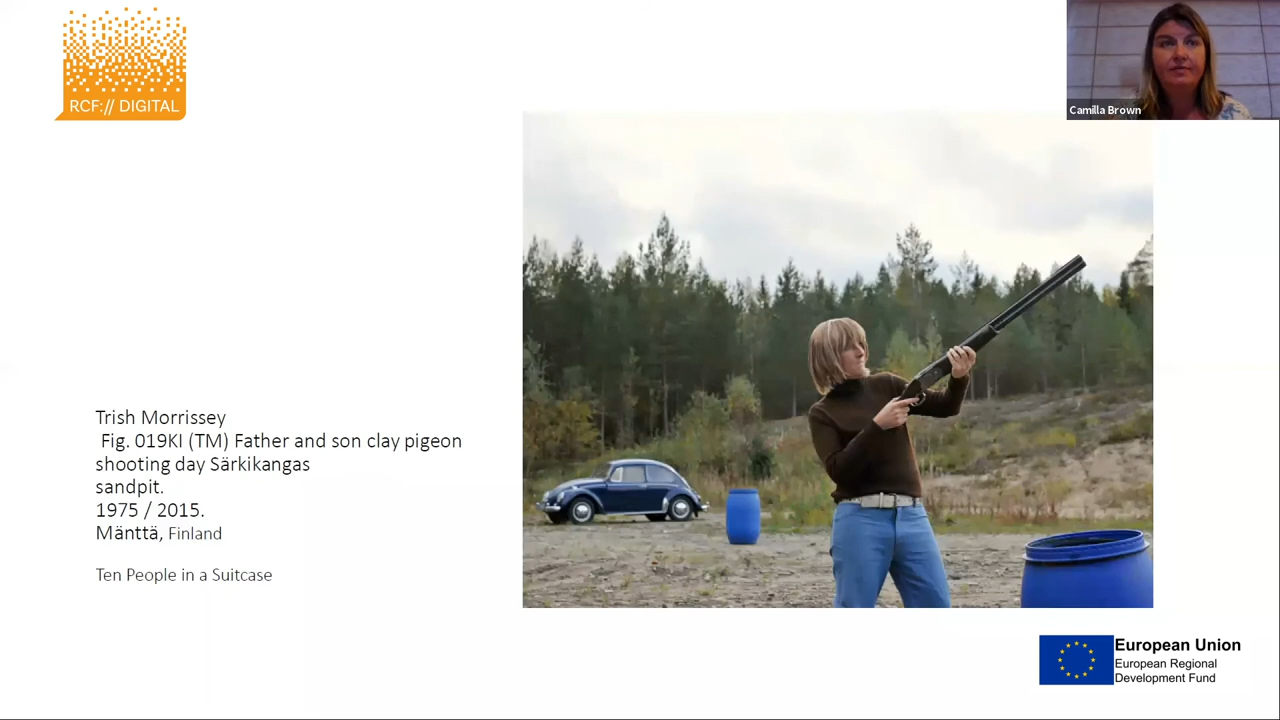 RCF:// DIGITAL
Camilla Brown
Trish Morrissey
Fig. 019KI (TM) Father and son clay pigeon
shooting day Särkikangas
sandpit.
1975 / 2015.
Mänttä, Finland
Ten People in a Suitcase
European Union
European Regional
Development Fund